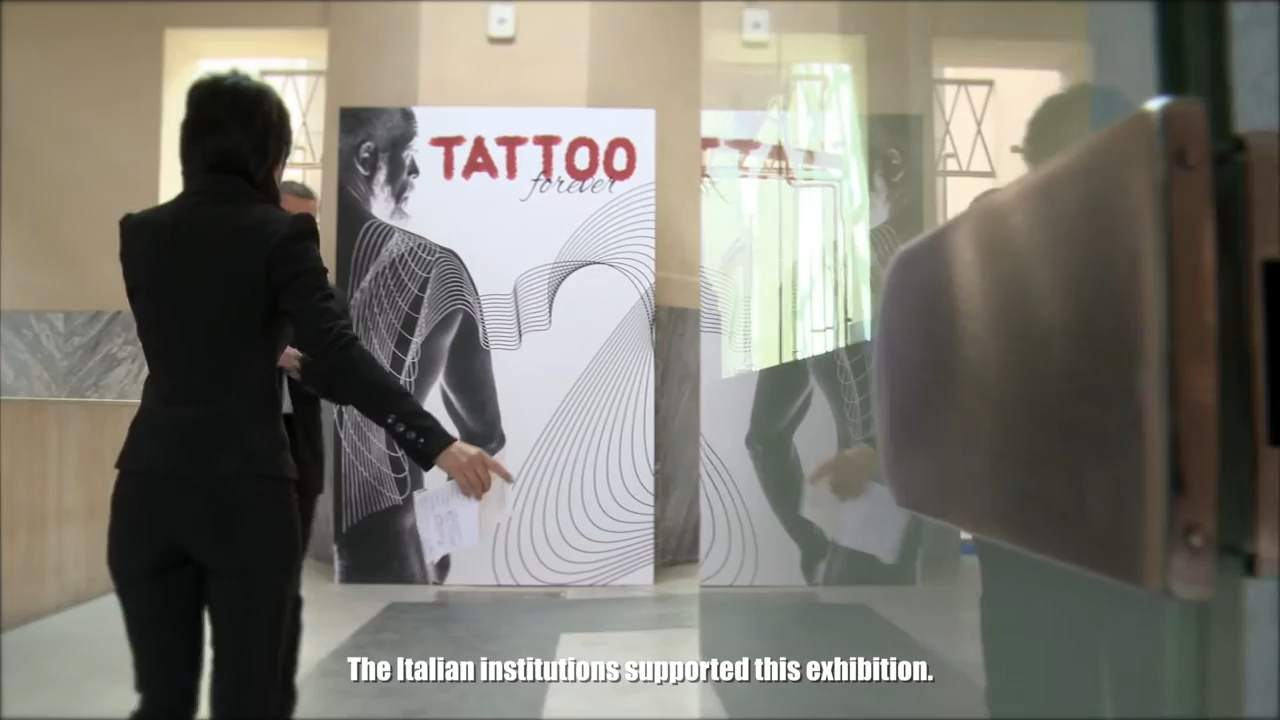 TATTOO
forever
The Italian institutions supported this exhibition.